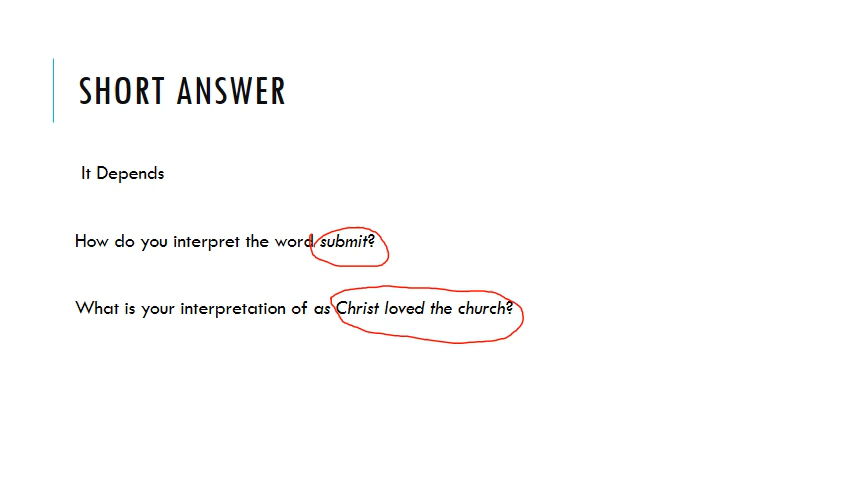 SHORT ANSWER
It Depends
How do you interpret the word submit?
What is your interpretation of as Christ loved the church?